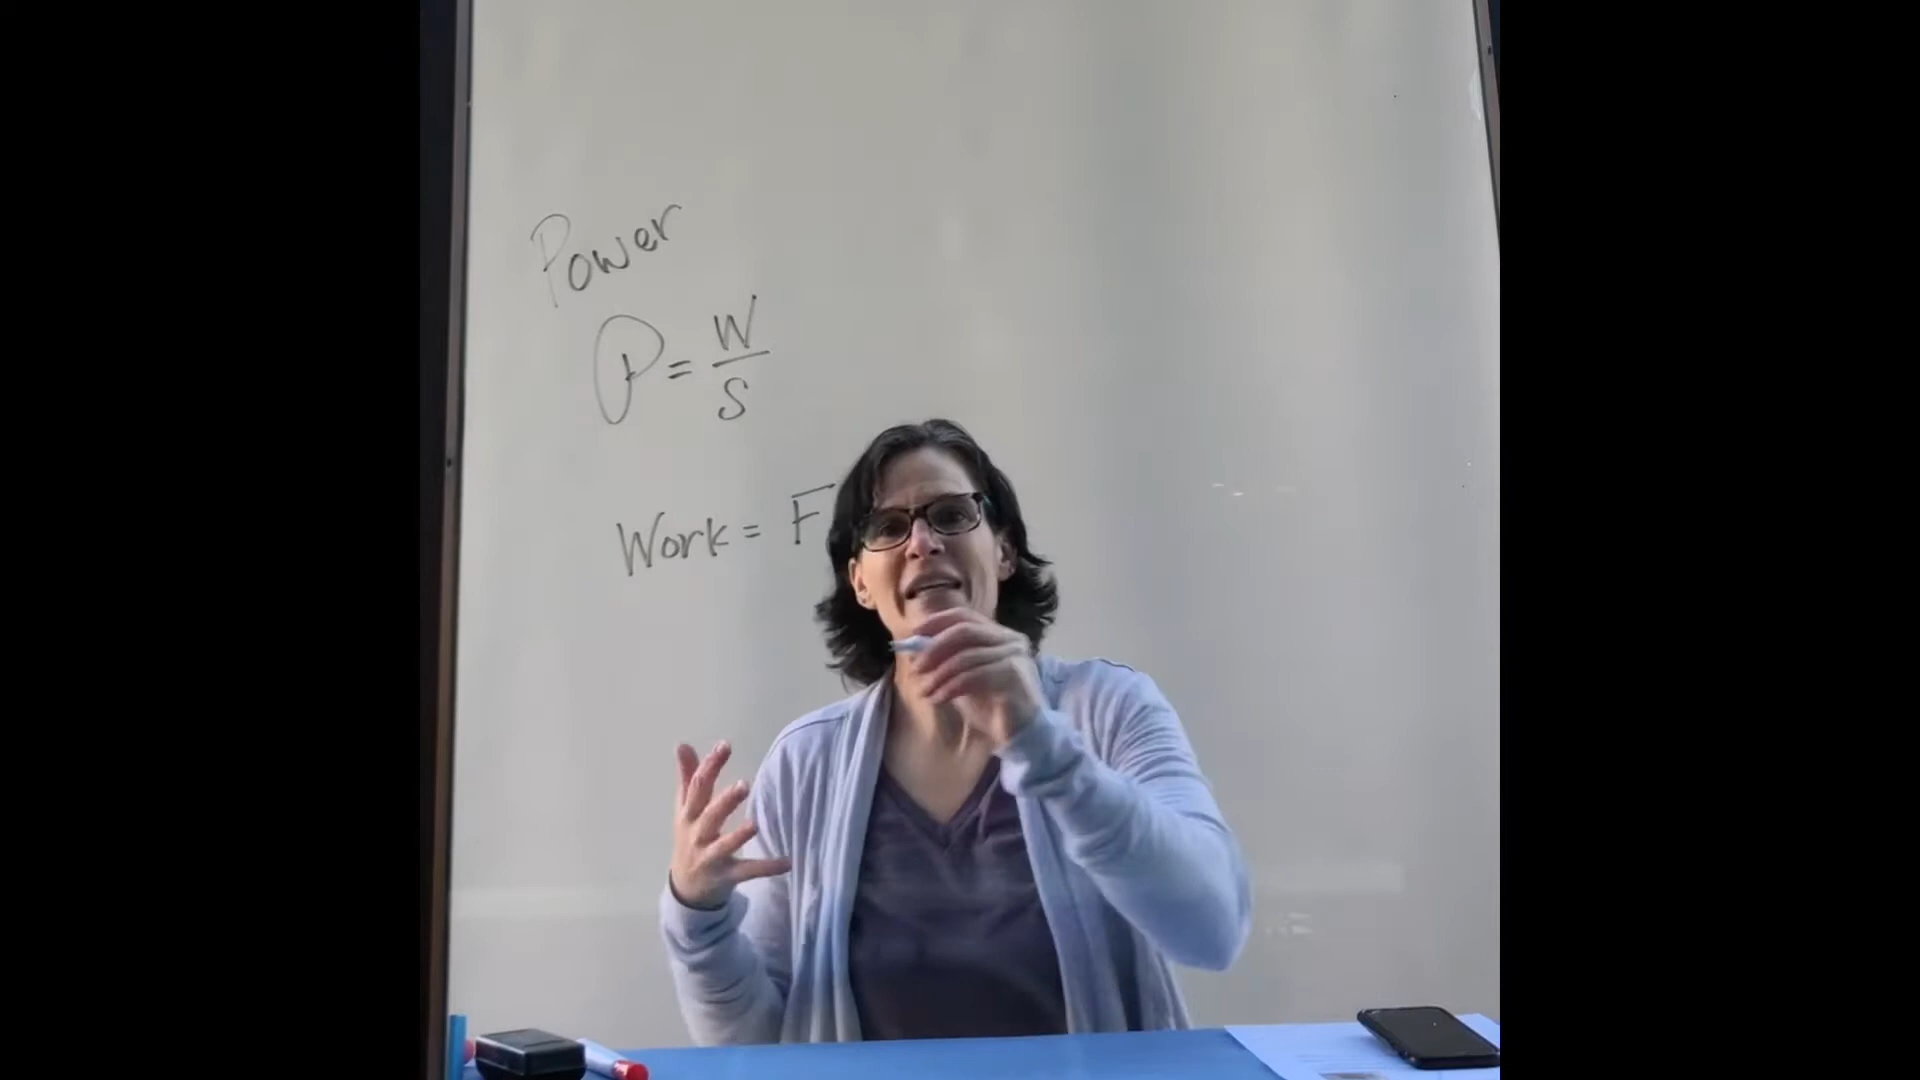 Power
P = W/S
Work = F